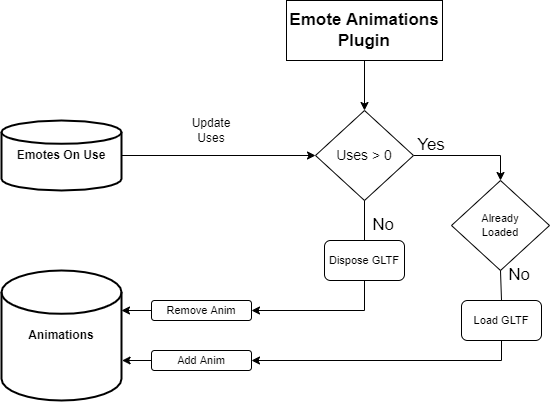 Emote Animations
Plugin
Update
Uses
Emotes On Use
Uses > 0
Yes
Already
Loaded
No
Dispose GLTF
No
Remove Anim
Load GLTF
Animations
Add Anim